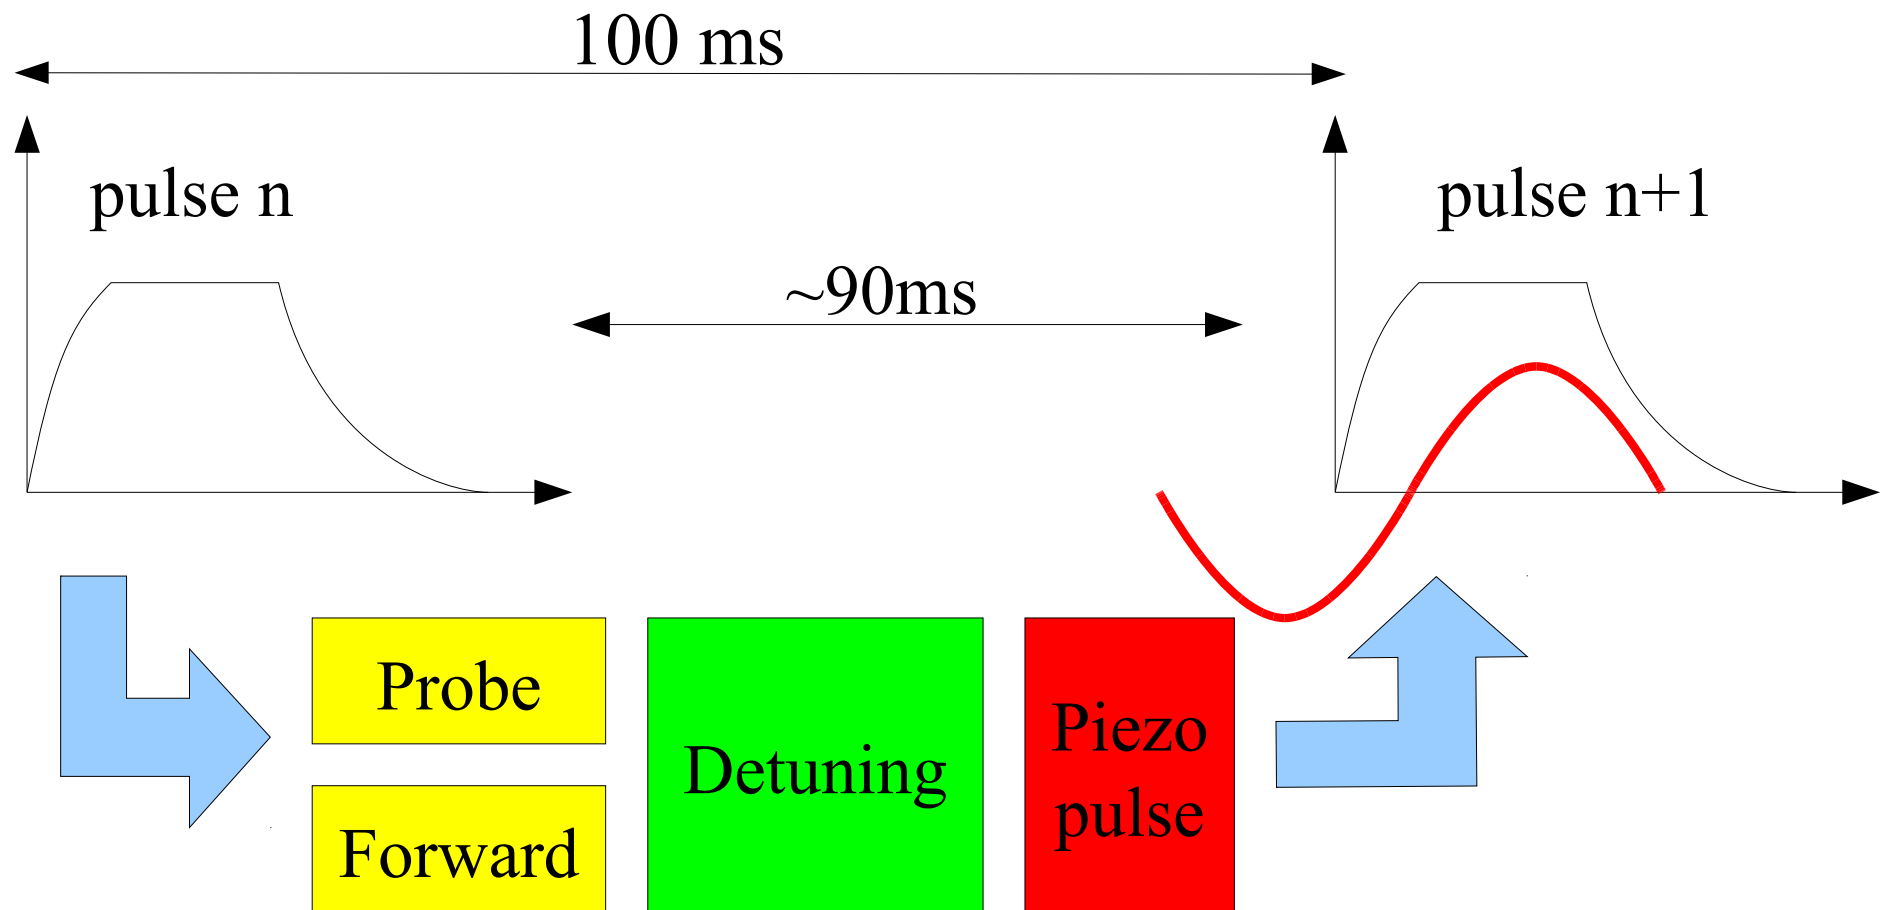 100 ms
pulse n
pulse n+1
~90ms
Probe
Forward
Detuning
Piezo
pulse